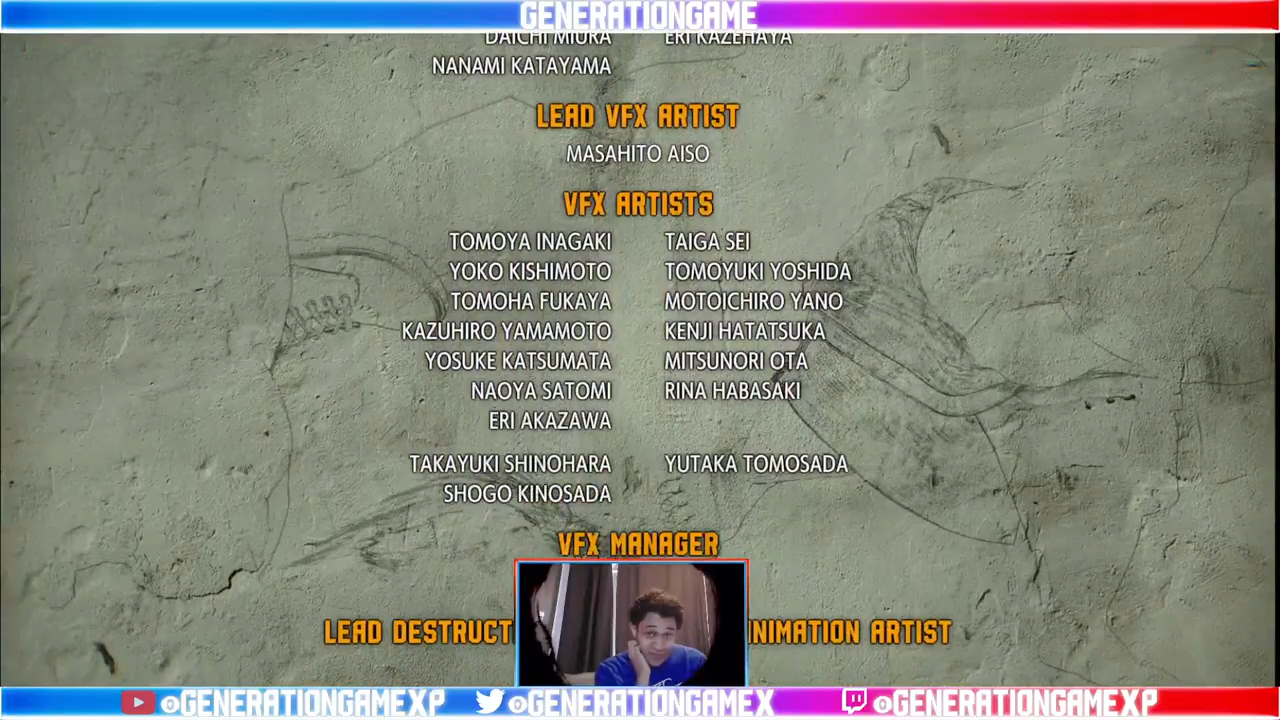 GENERATIONGAME
DAICHI MIURA ERI KAZEHAYA
NANAMI KATAYAMA
LEAD VFX ARTIST
MASAHITO AISO
VFX ARTISTS
TOMOYA INAGAKI TAIGA SEI
YOKO KISHIMOTO TOMOYUKI YOSHIDA
TOMOHA FUKAYA MOTOICHIRO YANO
KAZUHIRO YAMAMOTO KENJI HATATSUKA
YOSUKE KATSUMATA MITSUNORI OTA
NAOYA SATOMI RINA HABASAKI
ERI AKAZAWA
TAKAYUKI SHINOHARA YUTAKA TOMOSADA
SHOGO KINOSADA
VFX MANAGER
LEAD DESTRUCT NIMATION ARTIST
@GENERATIONGAMEXP @GENERATIONGAMEX @GENERATIONGAMEXP